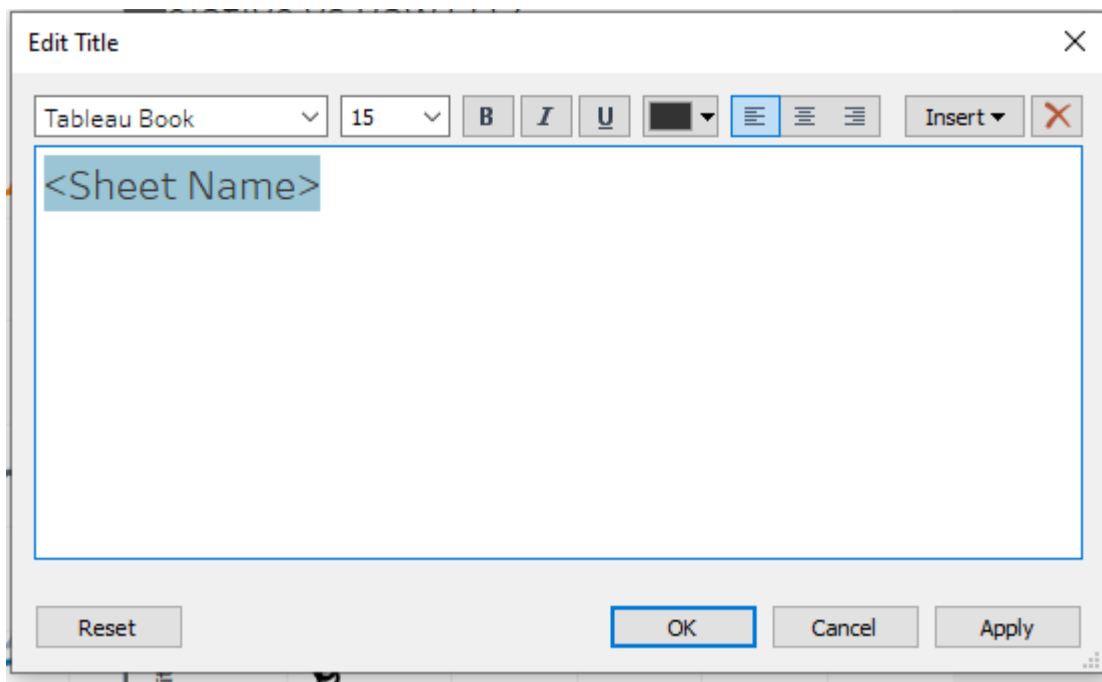 Edit Title
Tableau Book 15 B I U Insert
<Sheet Name>
Reset OK Cancel Apply